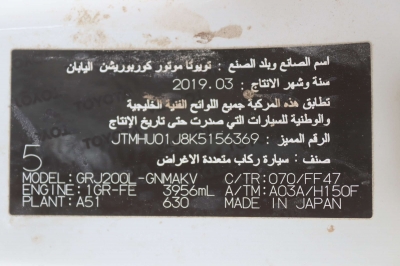 اسم الصانع وبلد الصنع : تويوتا موتور كوربوريشن اليابان
سنة وشهر الانتاج : 2019.03
تطابق هذه المركبة جميع اللوائح الفنية الخليجية
والوطنية للسيارات التي صدرت حتى تاريخ الإنتاج
الرقم المميز : JTMHU01J8K5156369
صنف : سيارة ركاب متعددة الاغراض
5
MODEL: GRJ200L-GNMAKV C/TR: 070/FF47
ENGINE: 1GR-FE 3956mL A/TM: A03A/H150F
PLANT: A51 630 MADE IN JAPAN